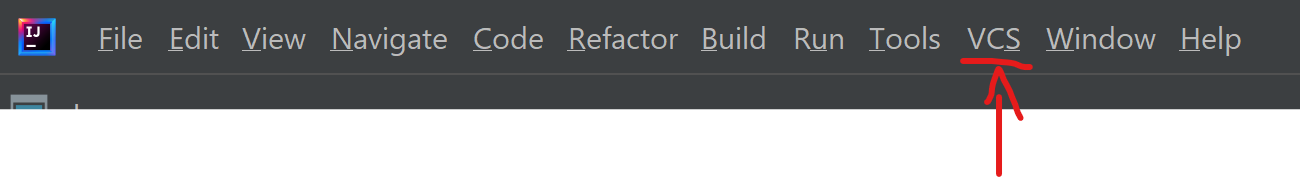 IJ File Edit View Navigate Code Refactor Build Run Tools VCS Window Help